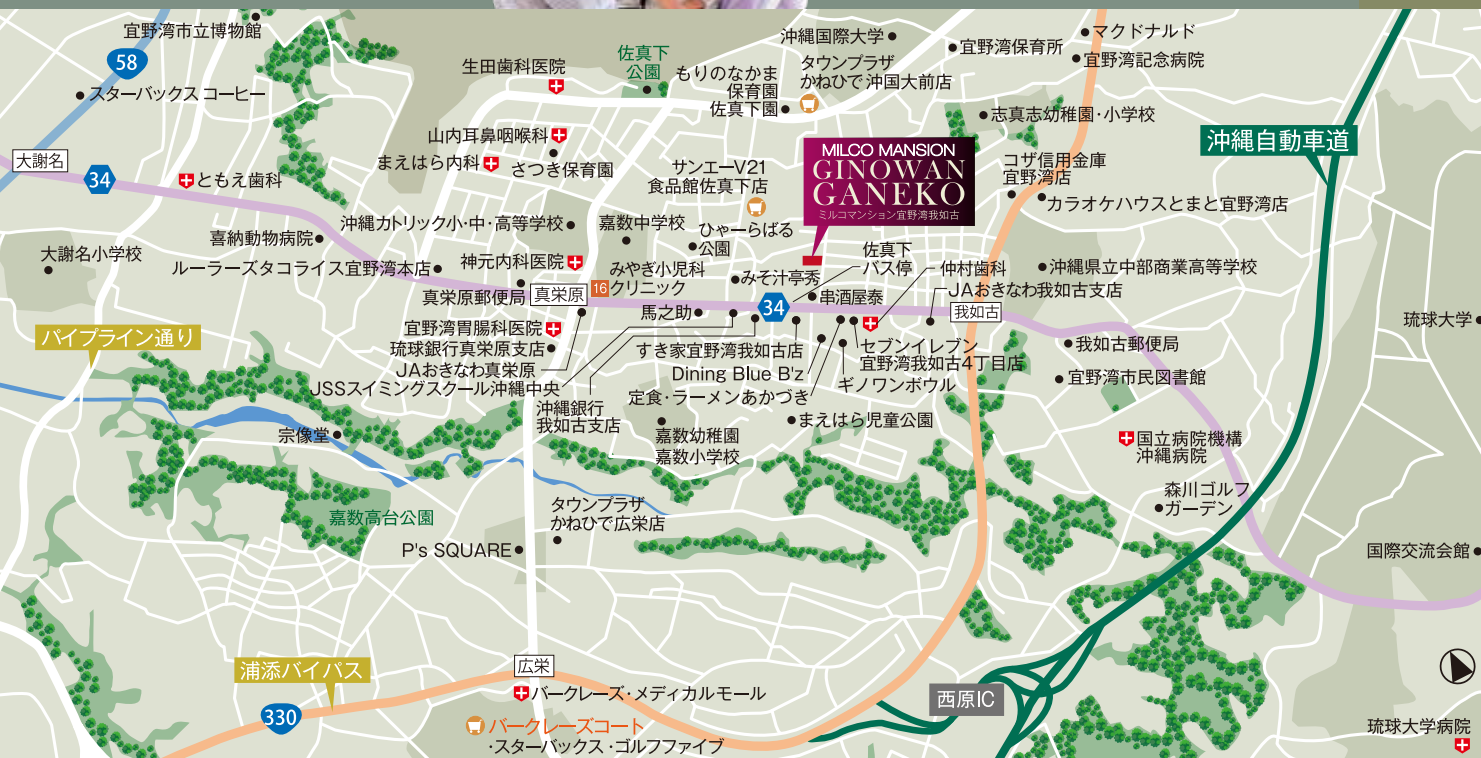 宜野湾市立博物館
58
スターバックス コーヒー
大謝名
34
ともえ歯科
大謝名小学校
喜納動物病院
沖縄カトリック小・中・高等学校
ルーラーズタコライス宜野湾本店
生田歯科医院
佐真下
公園
山内耳鼻咽喉科
まえはら内科
さつき保育園
もりのなかま
保育園
佐真下園
沖縄国際大学
タウンプラザ
かねひで 沖国大前店
宜野湾保育所
マクドナルド
宜野湾記念病院
志真志幼稚園・小学校
沖縄自動車道
コザ信用金庫
宜野湾店
カラオケハウスとまと宜野湾店
MILCO MANSION
GINOWAN
GANEKO
ミルコマンション宜野湾我如古
サンエーV21
食品館佐真下店
嘉数中学校
ひゃーらばる
公園
神元内科医院
みやぎ小児科
クリニック
16
真栄原郵便局
真栄原
みそ汁亭秀
佐真下
バス停
仲村歯科
沖縄県立中部商業高等学校
JAおきなわ我如古支店
34
串酒屋泰
我如古
馬之助
宜野湾胃腸科医院
琉球銀行真栄原支店
JAおきなわ真栄原
JSSスイミングスクール沖縄中央
沖縄銀行
我如古支店
すき家宜野湾我如古店
Dining Blue B'z
定食・ラーメンあかづき
セブンイレブン
宜野湾我如古4丁目店
ギノワンボウル
まえはら児童公園
嘉数幼稚園
嘉数小学校
我如古郵便局
宜野湾市民図書館
琉球大学
パイプライン通り
宗像堂
嘉数高台公園
国立病院機構
沖縄病院
森川ゴルフ
ガーデン
タウンプラザ
かねひで広栄店
P's SQUARE
国際交流会館
浦添バイパス
330
広栄
バークレーズ・メディカルモール
バークレーズコート
・スターバックス・ゴルフファイブ
西原IC
琉球大学病院